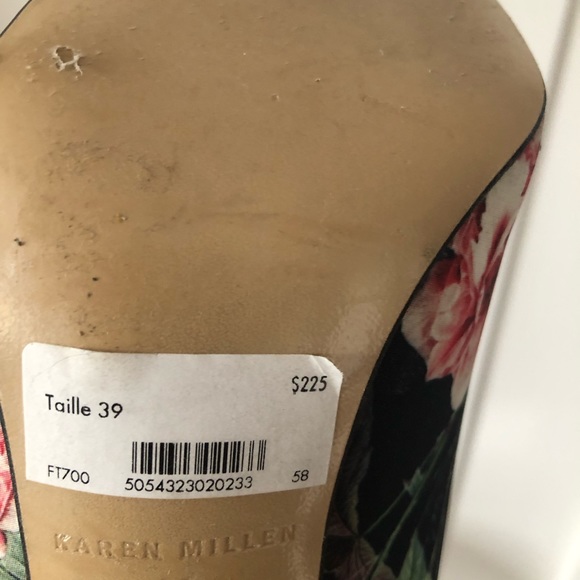 $225
Taille 39
FT700
5054323020233
58
KAREN MILLEN